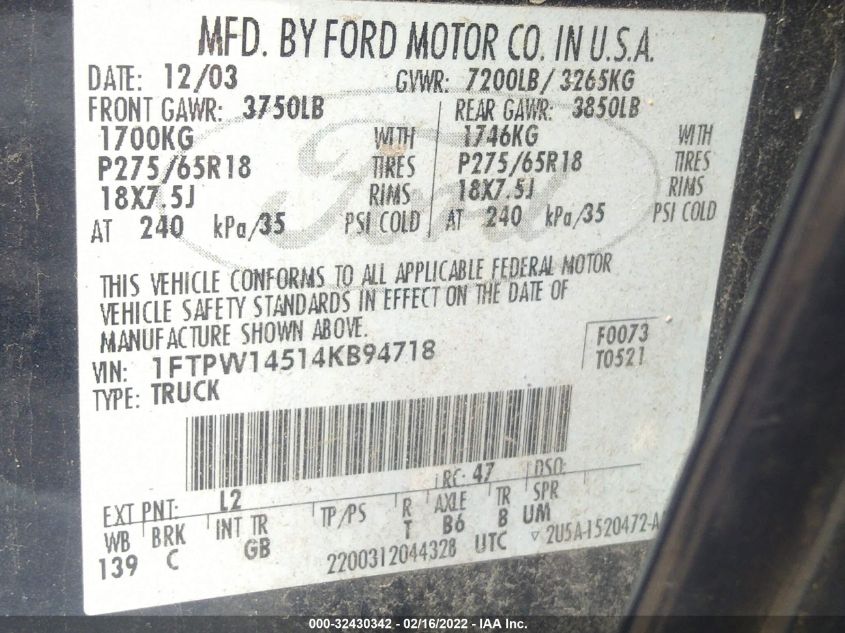 MFD. BY FORD MOTOR CO. IN U.S.A.
DATE: 12/03 GVWR: 7200LB/ 3265KG
FRONT GAWR: 3750LB REAR GAWR: 3850LB
1700KG WITH 1746KG WITH
P275/65R18 TIRES P275/65R18 TIRES
18X7.5J RIMS 18X7.5J RIMS
AT 240 kPa/35 PSI COLD AT 240 kPa/35 PSI COLD
Ford
THIS VEHICLE CONFORMS TO ALL APPLICABLE FEDERAL MOTOR
VEHICLE SAFETY STANDARDS IN EFFECT ON THE DATE OF
MANUFACTURE SHOWN ABOVE.
VIN: 1FTPW14514KB94718
F0073
TYPE: TRUCK
T0521
EXT PNT: L2 RC: 47 DSO:
WB BRK INT TR TP/PS R AXLE TR SPR
139 C GB T B6 B UM
2200312044328 UTC ▿ 2U5A-1520472-A
000-32430342 - 02/16/2022 - IAA Inc.